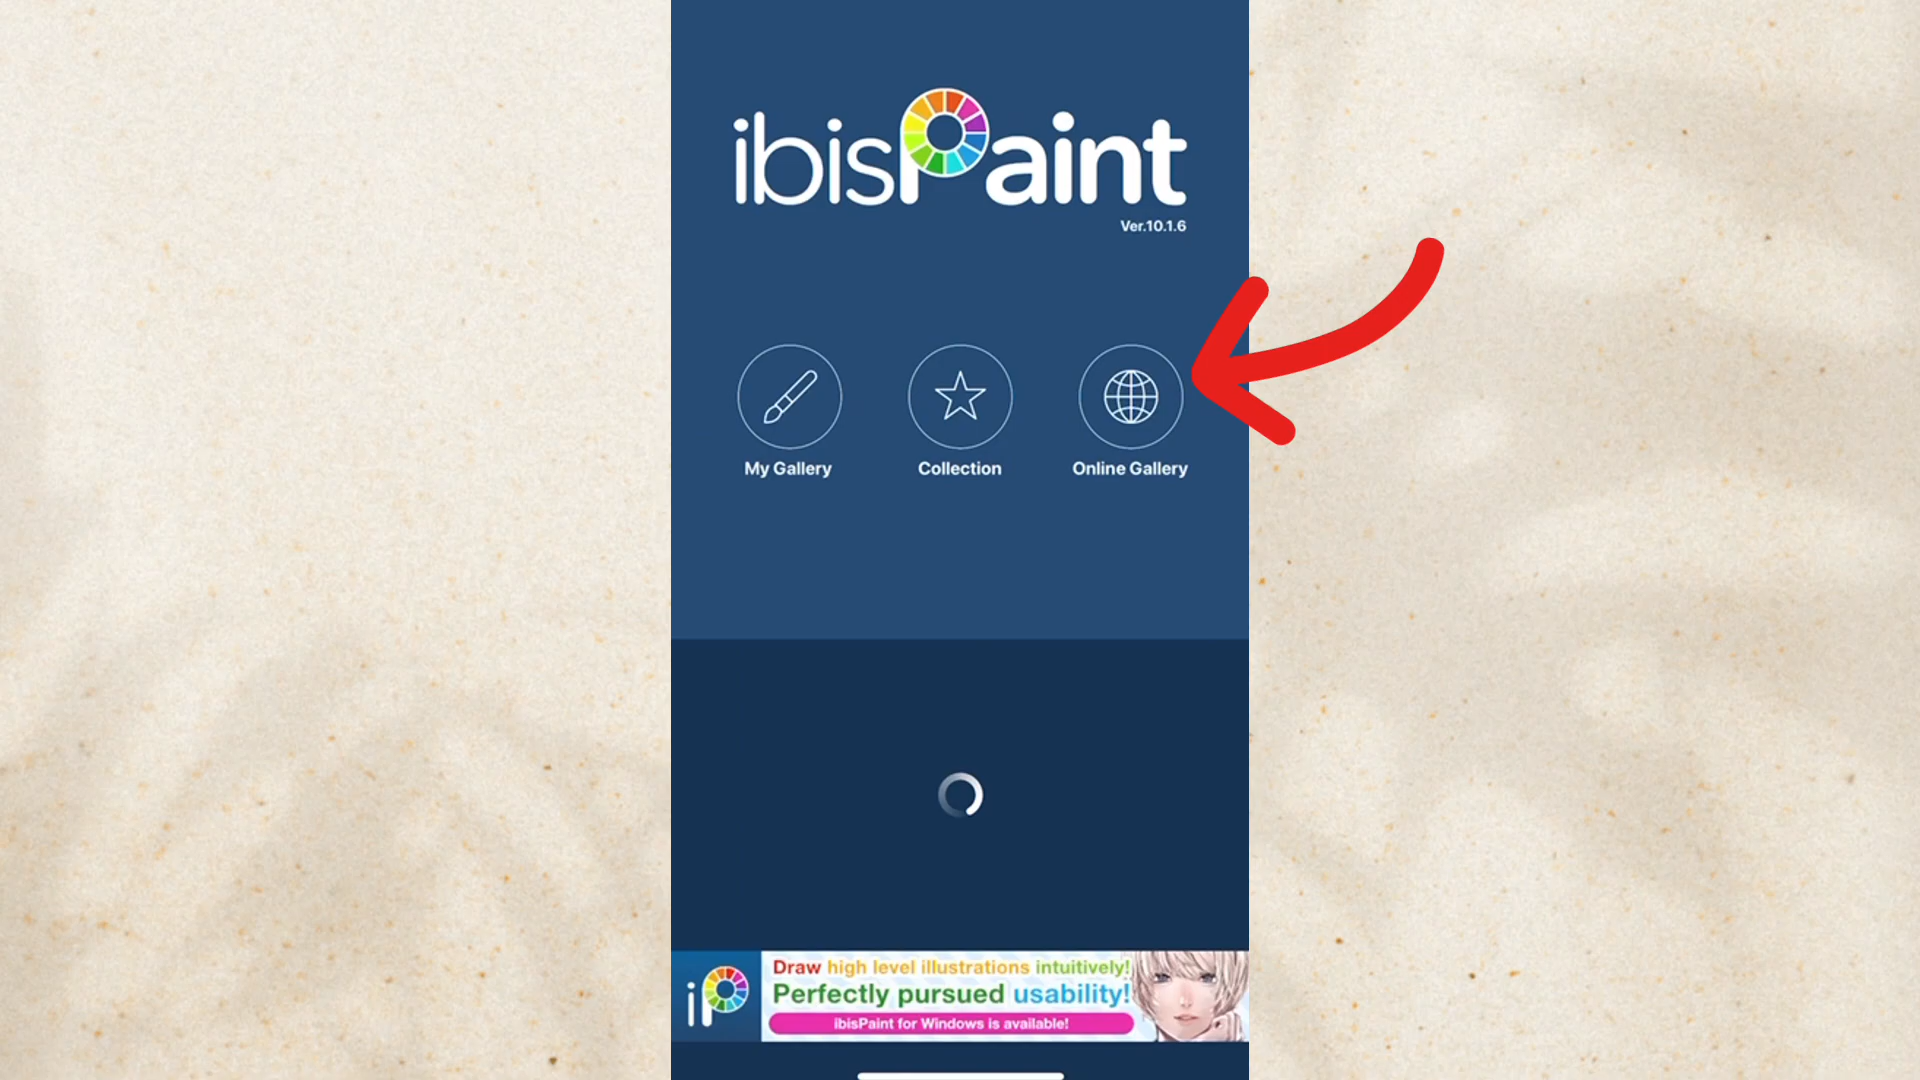 ibisPaint
Ver.10.1.6
My Gallery
Collection
Online Gallery
iP
Draw high level illustrations intuitively!
Perfectly pursued usability!
ibisPaint for Windows is available!